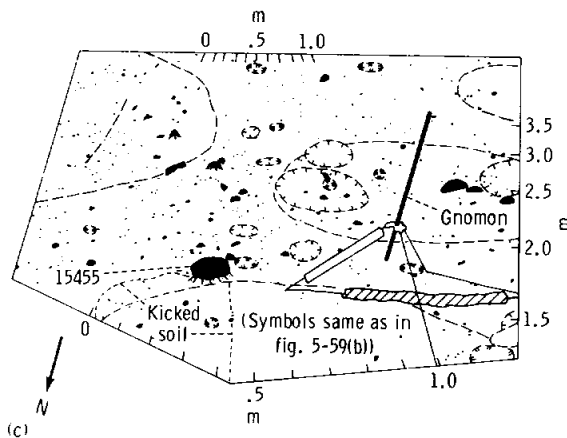 m
0 .5 1.0
3.5
3.0
2.5
Gnomon
m
2.0
15455
Kicked
soil
(Symbols same as in
fig. 5-59(b))
1.5
0
.5
m
1.0
N
(c)